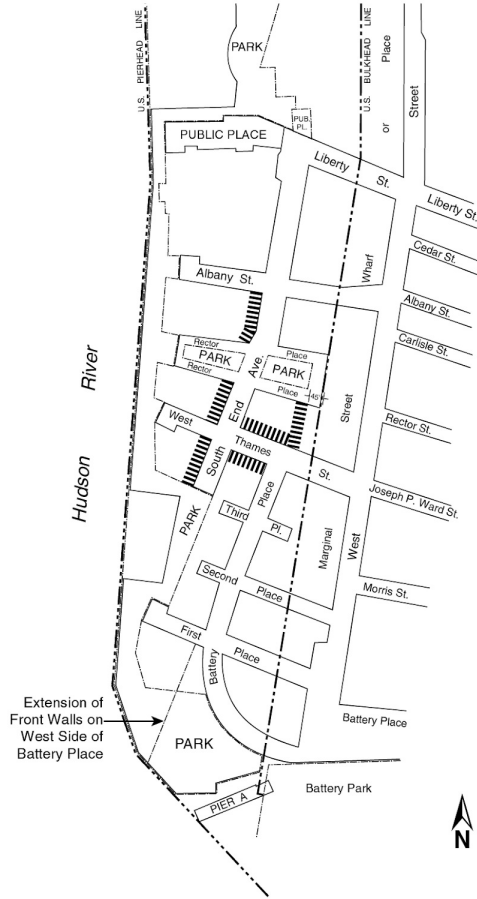 U.S. PIERHEAD LINE
PARK
U.S. BULKHEAD LINE
Place
or
Street
PUB.
PL.
PUBLIC PLACE
Liberty St.
Liberty St.
Cedar St.
Wharf
Albany St.
Albany St.
Carlisle St.
Rector Place
PARK
Rector Place
PARK
45'
Ave.
End
South
Street
Rector St.
West Thames St.
Joseph P. Ward St.
Hudson River
PARK
Place
Third Pl.
Marginal
West
Second Place
Morris St.
First Place
Battery
Battery Place
Extension of
Front Walls on
West Side of
Battery Place
PARK
PIER A
Battery Park
N